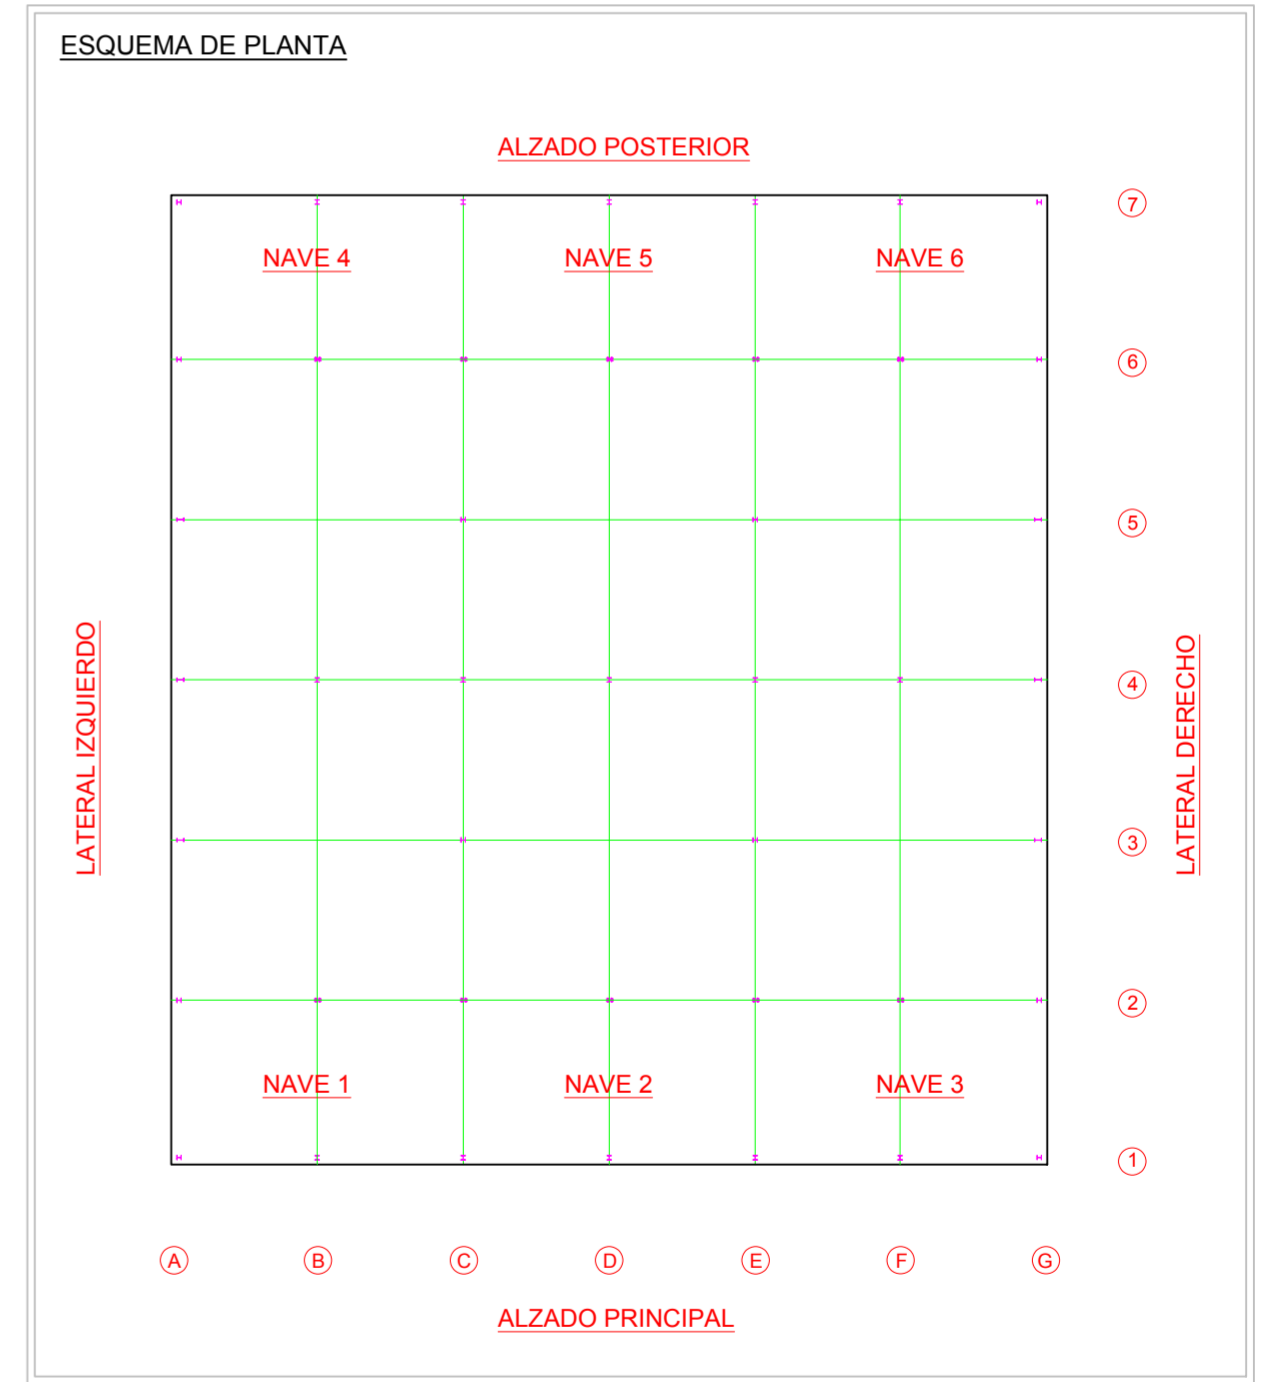 ESQUEMA DE PLANTA
ALZADO POSTERIOR
7
NAVE 4 NAVE 5 NAVE 6
6
5
LATERAL IZQUIERDO
LATERAL DERECHO
4
3
2
NAVE 1 NAVE 2 NAVE 3
1
A B C D E F G
ALZADO PRINCIPAL